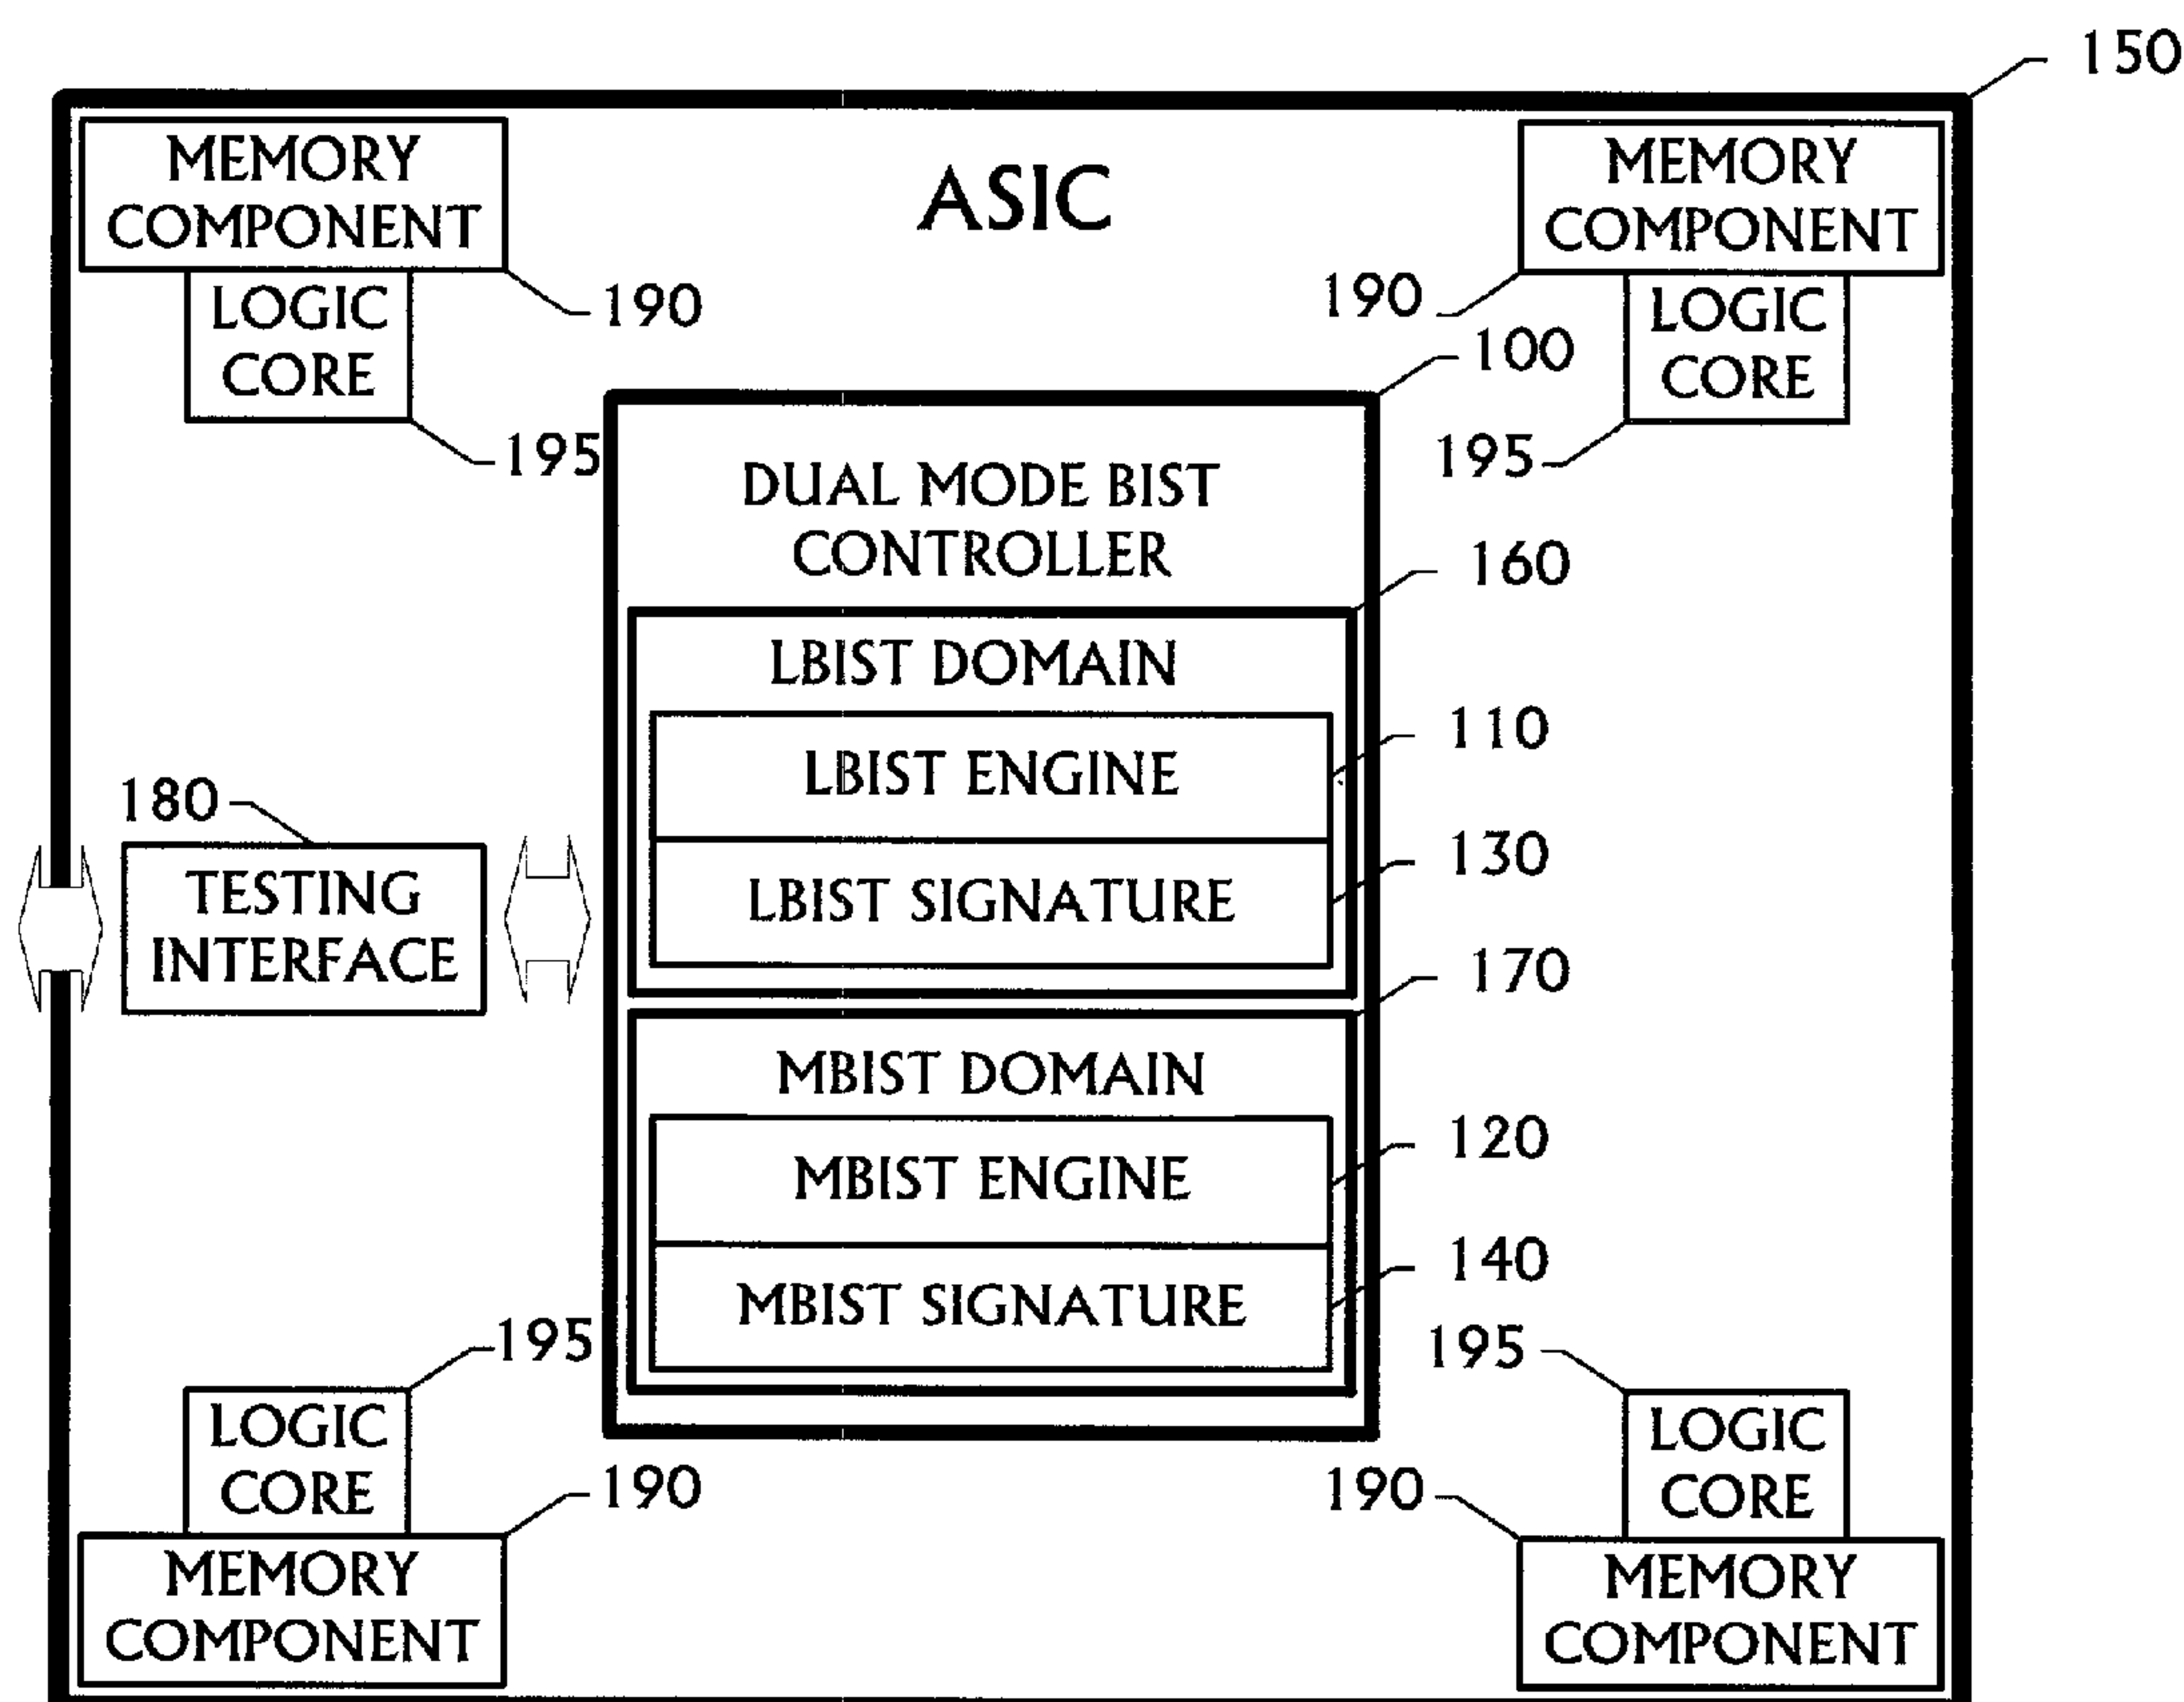 150
MEMORY
COMPONENT
ASIC
MEMORY
COMPONENT
190
190
LOGIC
CORE
LOGIC
CORE
100
195
195
DUAL MODE BIST
CONTROLLER
160
LBIST DOMAIN
110
LBIST ENGINE
180
130
TESTING
INTERFACE
LBIST SIGNATURE
170
MBIST DOMAIN
120
MBIST ENGINE
140
MBIST SIGNATURE
195
195
LOGIC
CORE
LOGIC
CORE
190
190
MEMORY
COMPONENT
MEMORY
COMPONENT